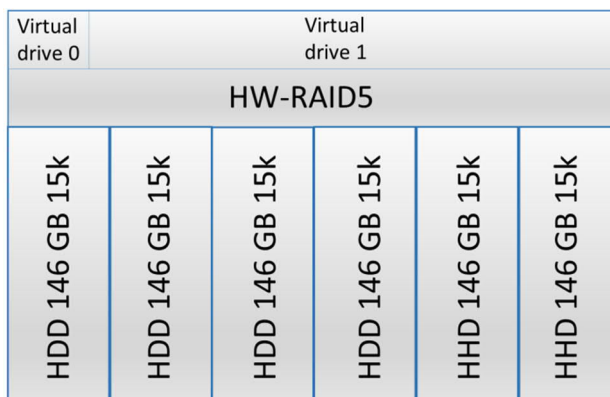 Virtual
drive 0
Virtual
drive 1
HW-RAID5
HDD 146 GB 15k
HDD 146 GB 15k
HDD 146 GB 15k
HDD 146 GB 15k
HHD 146 GB 15k
HHD 146 GB 15k